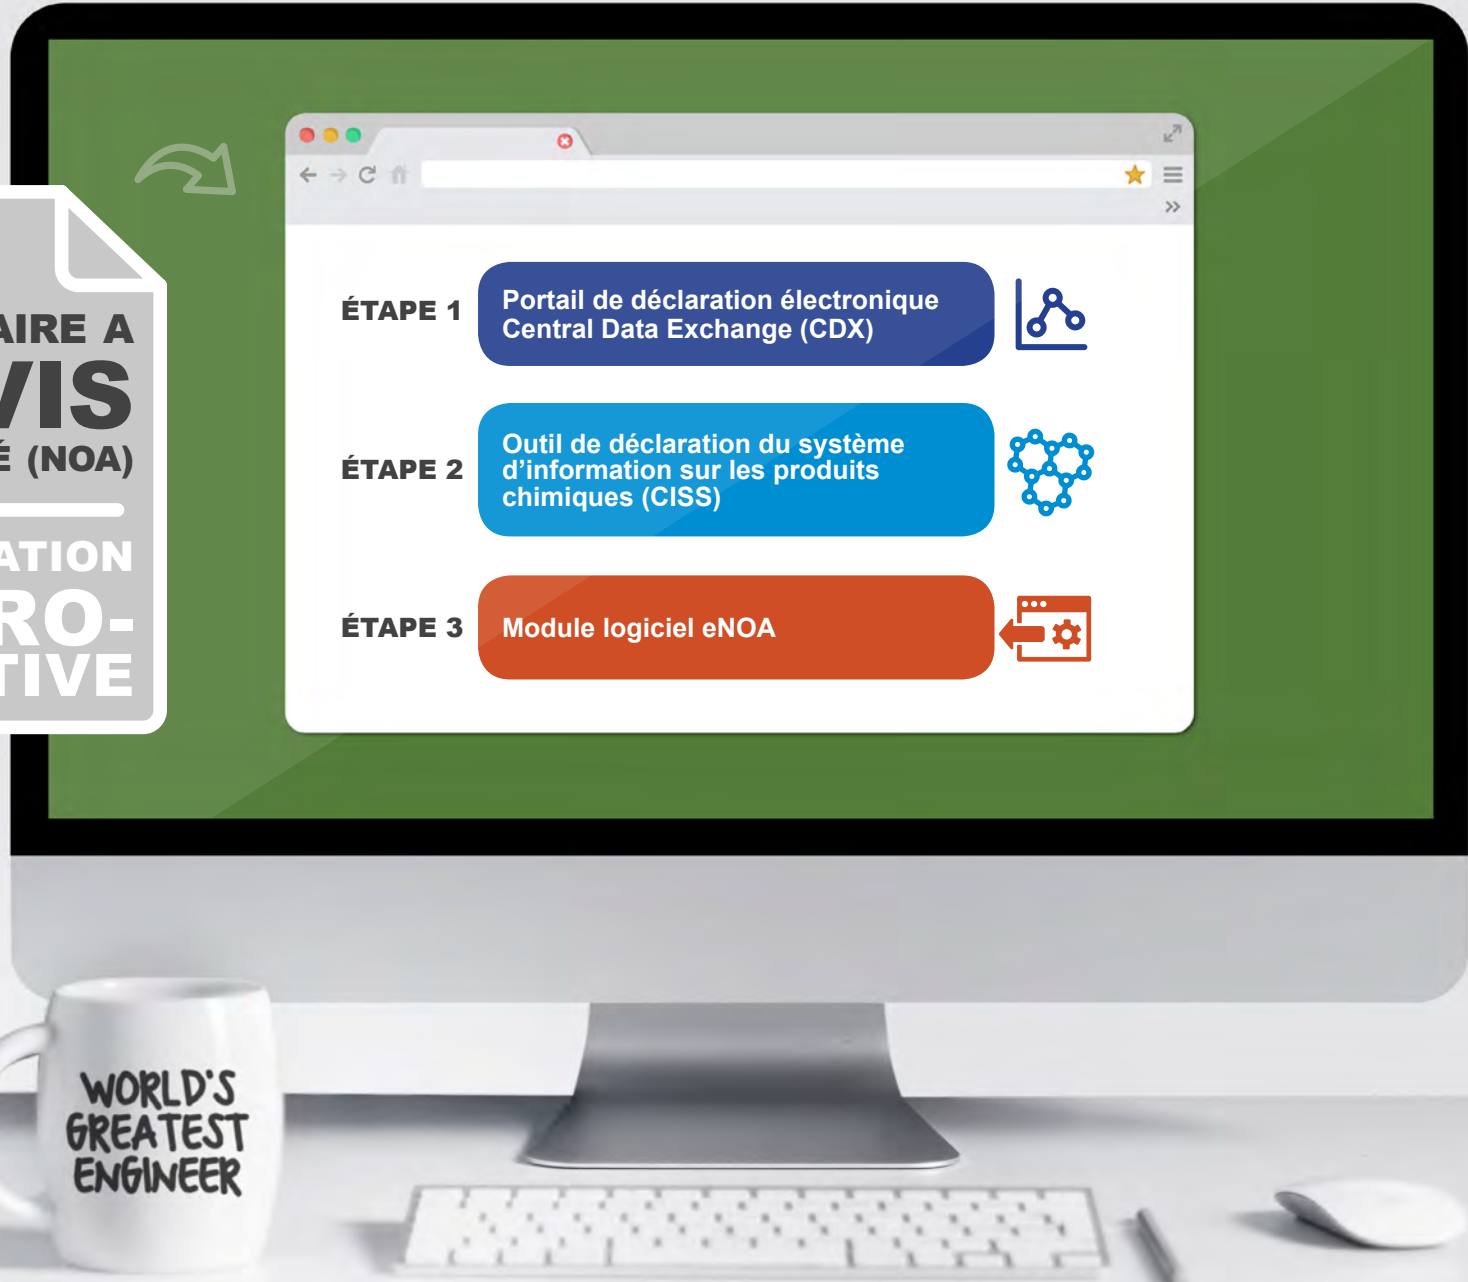 AIRE A
VIS
É (NOA)
ATION
RO-
TIVE
ÉTAPE 1
Portail de déclaration électronique
Central Data Exchange (CDX)
ÉTAPE 2
Outil de déclaration du système
d’information sur les produits
chimiques (CISS)
ÉTAPE 3
Module logiciel eNOA
WORLD'S
GREATEST
ENGINEER